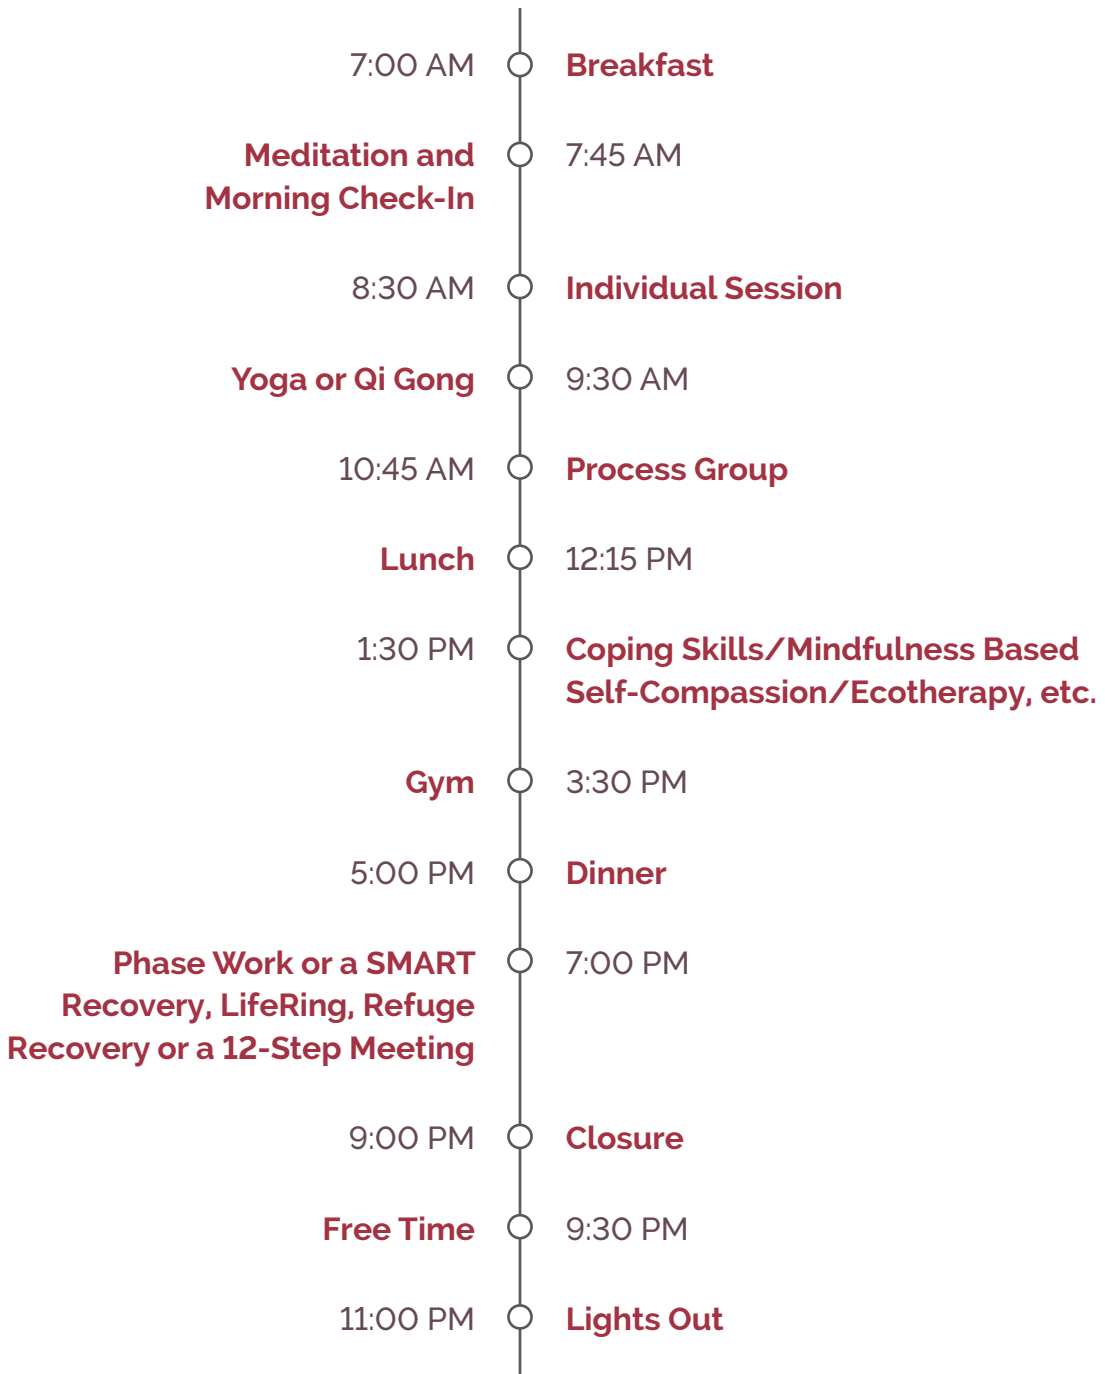 7:00 AM
Breakfast
Meditation and
Morning Check-In
7:45 AM
8:30 AM
Individual Session
Yoga or Qi Gong
9:30 AM
10:45 AM
Process Group
Lunch
12:15 PM
1:30 PM
Coping Skills/Mindfulness Based
Self-Compassion/Ecotherapy, etc.
Gym
3:30 PM
5:00 PM
Dinner
Phase Work or a SMART
Recovery, LifeRing, Refuge
Recovery or a 12-Step Meeting
7:00 PM
9:00 PM
Closure
Free Time
9:30 PM
11:00 PM
Lights Out